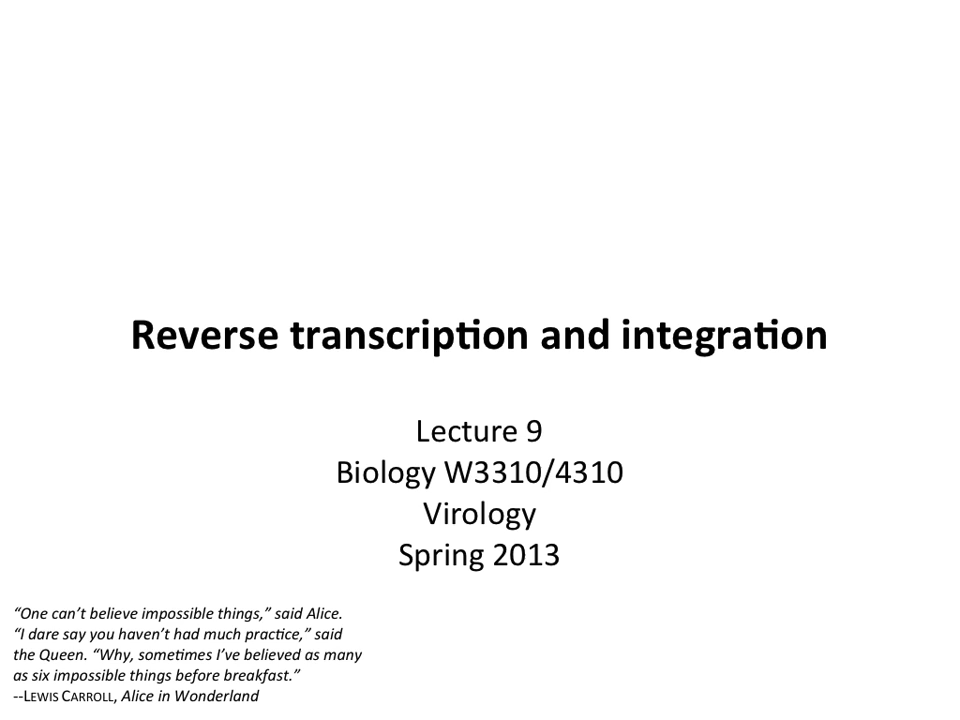 Reverse transcription and integration
Lecture 9
Biology W3310/4310
Virology
Spring 2013
“One can’t believe impossible things,” said Alice.
“I dare say you haven’t had much practice,” said
the Queen. “Why, sometimes I’ve believed as many
as six impossible things before breakfast.”
--LEWIS CARROLL, Alice in Wonderland